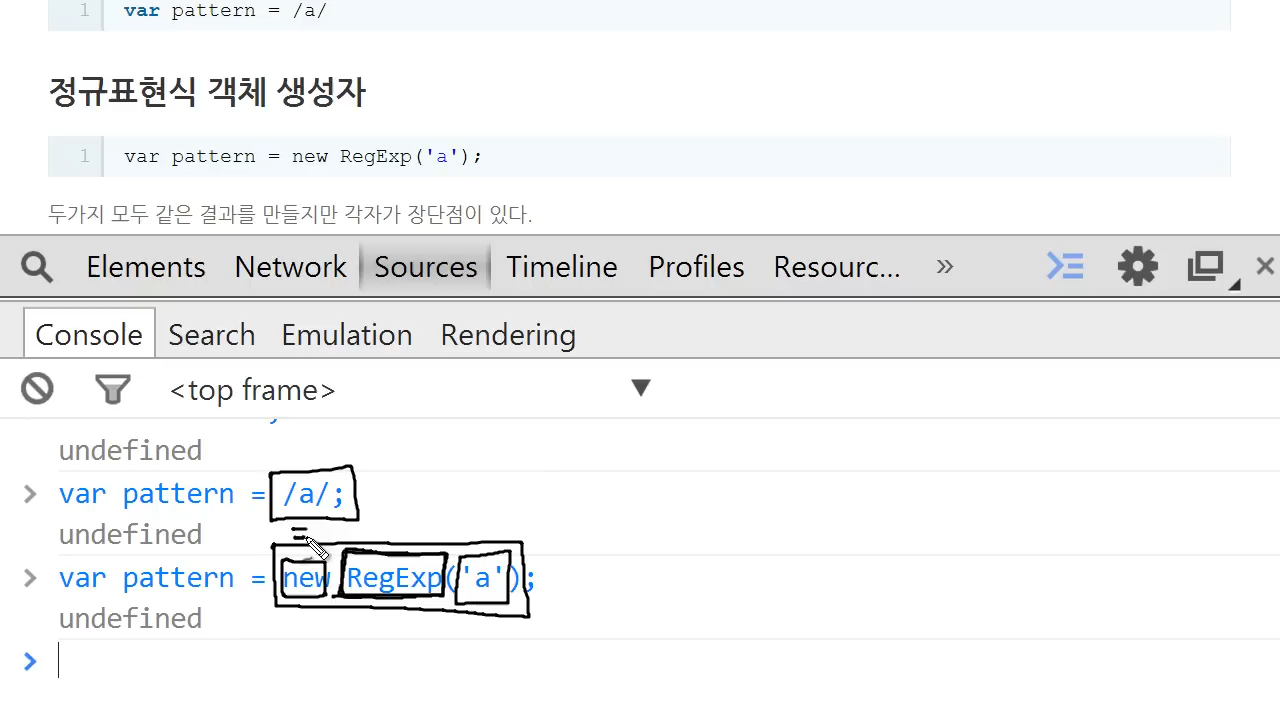 1 var pattern = /a/
정규표현식 객체 생성자
1 var pattern = new RegExp('a');
두가지 모두 같은 결과를 만들지만 각자가 장단점이 있다.
Elements Network Sources Timeline Profiles Resourc... »
Console Search Emulation Rendering
<top frame> ▼
undefined
> var pattern = /a/;
undefined
=
> var pattern = new RegExp('a');
undefined
>